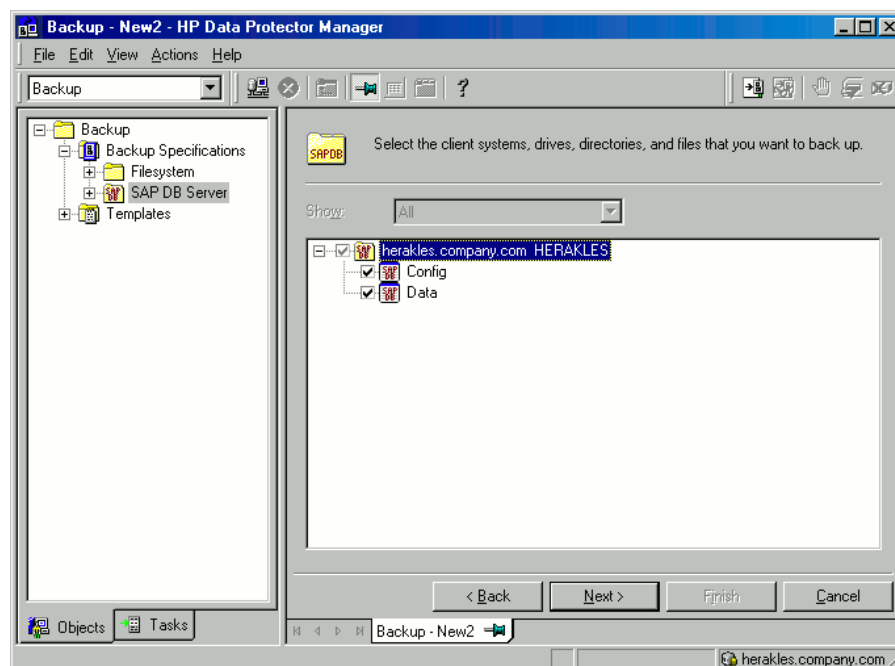 Backup - New2 - HP Data Protector Manager
File Edit View Actions Help
Backup
?
Backup
Backup Specifications
Filesystem
SAP DB Server
Templates
SAPDB
Select the client systems, drives, directories, and files that you want to back up.
Show: All
herakles.company.com HERAKLES
Config
Data
< Back Next > Finish Cancel
Objects Tasks
Backup - New2
herakles.company.com